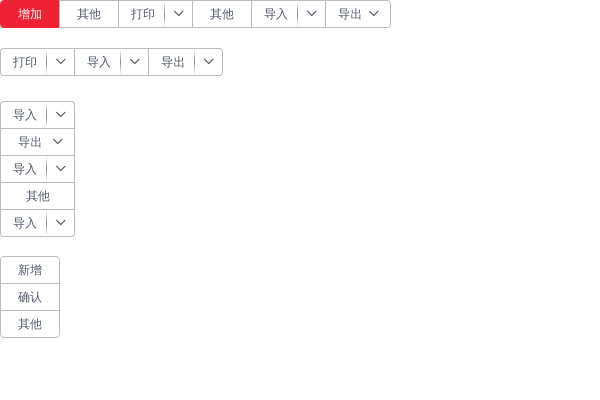 增加 其他 打印 其他 导入 导出
打印 导入 导出
导入
导出
导入
其他
导入
新增
确认
其他